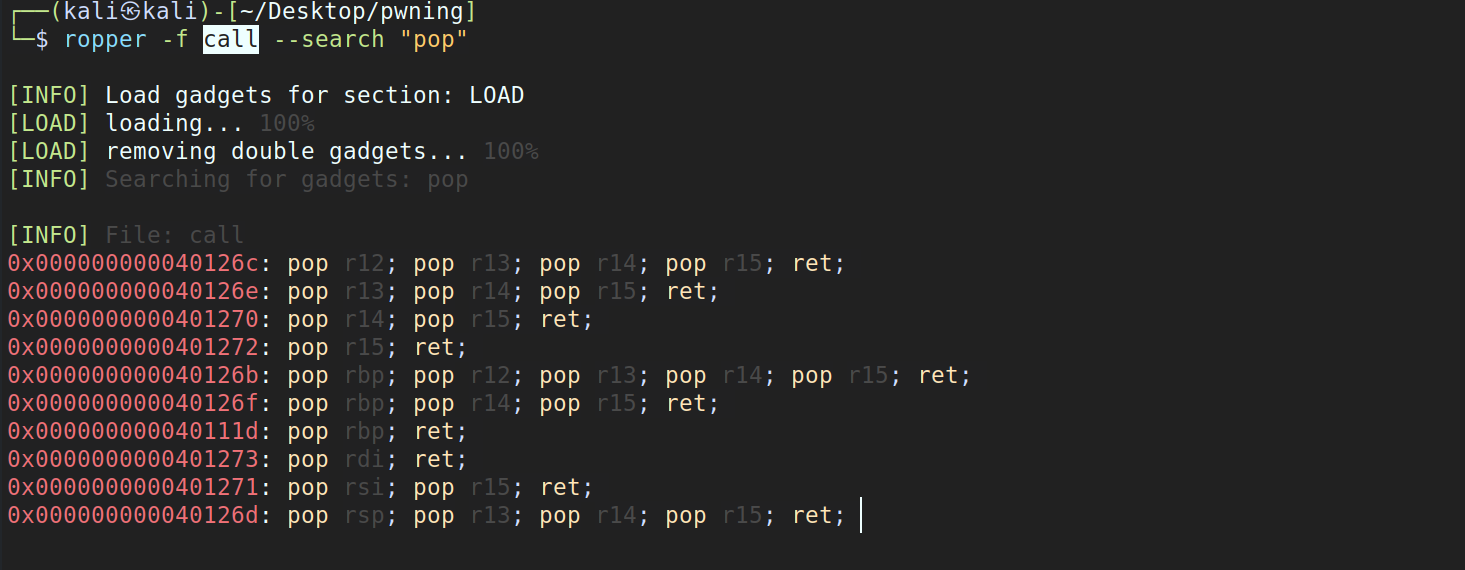 ┌──(kali㉿kali)-[~/Desktop/pwning]
└─$ ropper -f call --search "pop"
[INFO] Load gadgets for section: LOAD
[LOAD] loading... 100%
[LOAD] removing double gadgets... 100%
[INFO] Searching for gadgets: pop
[INFO] File: call
0x000000000040126c: pop r12; pop r13; pop r14; pop r15; ret;
0x000000000040126e: pop r13; pop r14; pop r15; ret;
0x0000000000401270: pop r14; pop r15; ret;
0x0000000000401272: pop r15; ret;
0x000000000040126b: pop rbp; pop r12; pop r13; pop r14; pop r15; ret;
0x000000000040126f: pop rbp; pop r14; pop r15; ret;
0x000000000040111d: pop rbp; ret;
0x0000000000401273: pop rdi; ret;
0x0000000000401271: pop rsi; pop r15; ret;
0x000000000040126d: pop rsp; pop r13; pop r14; pop r15; ret;